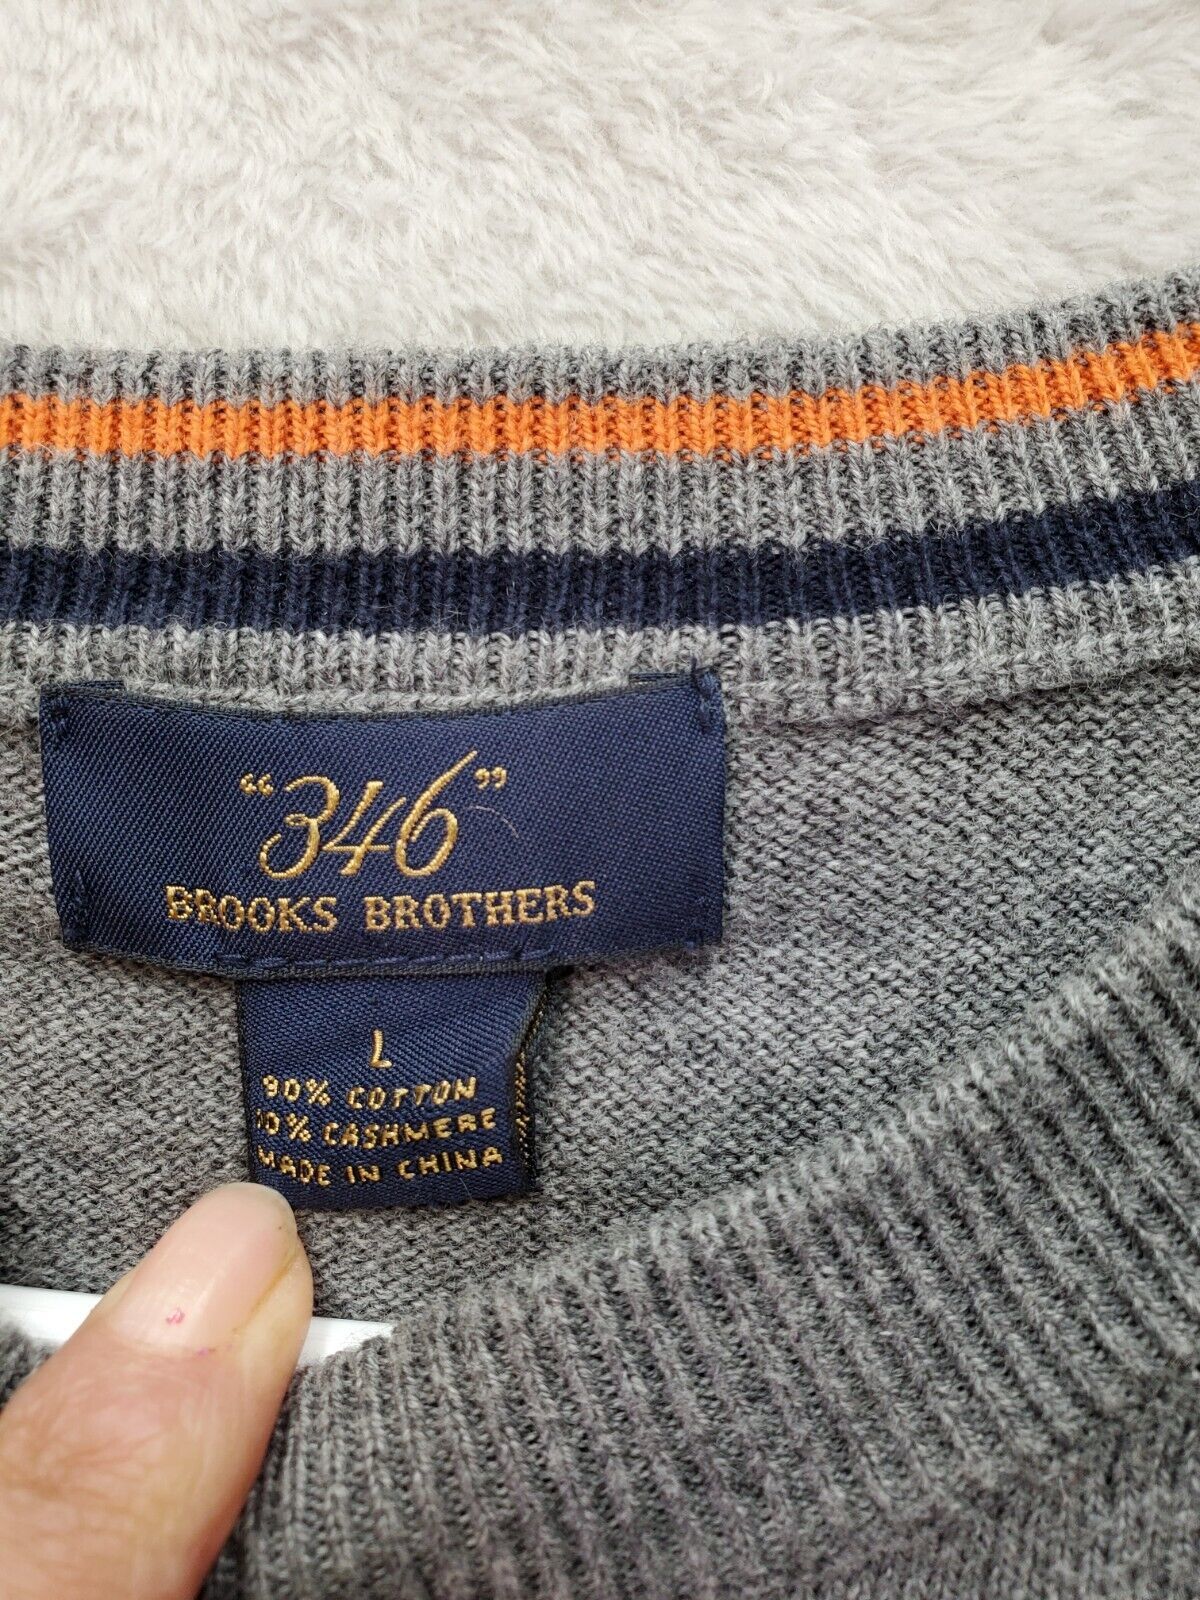 "346"
BROOKS BROTHERS
L
90% COTTON
10% CASHMERE
MADE IN CHINA